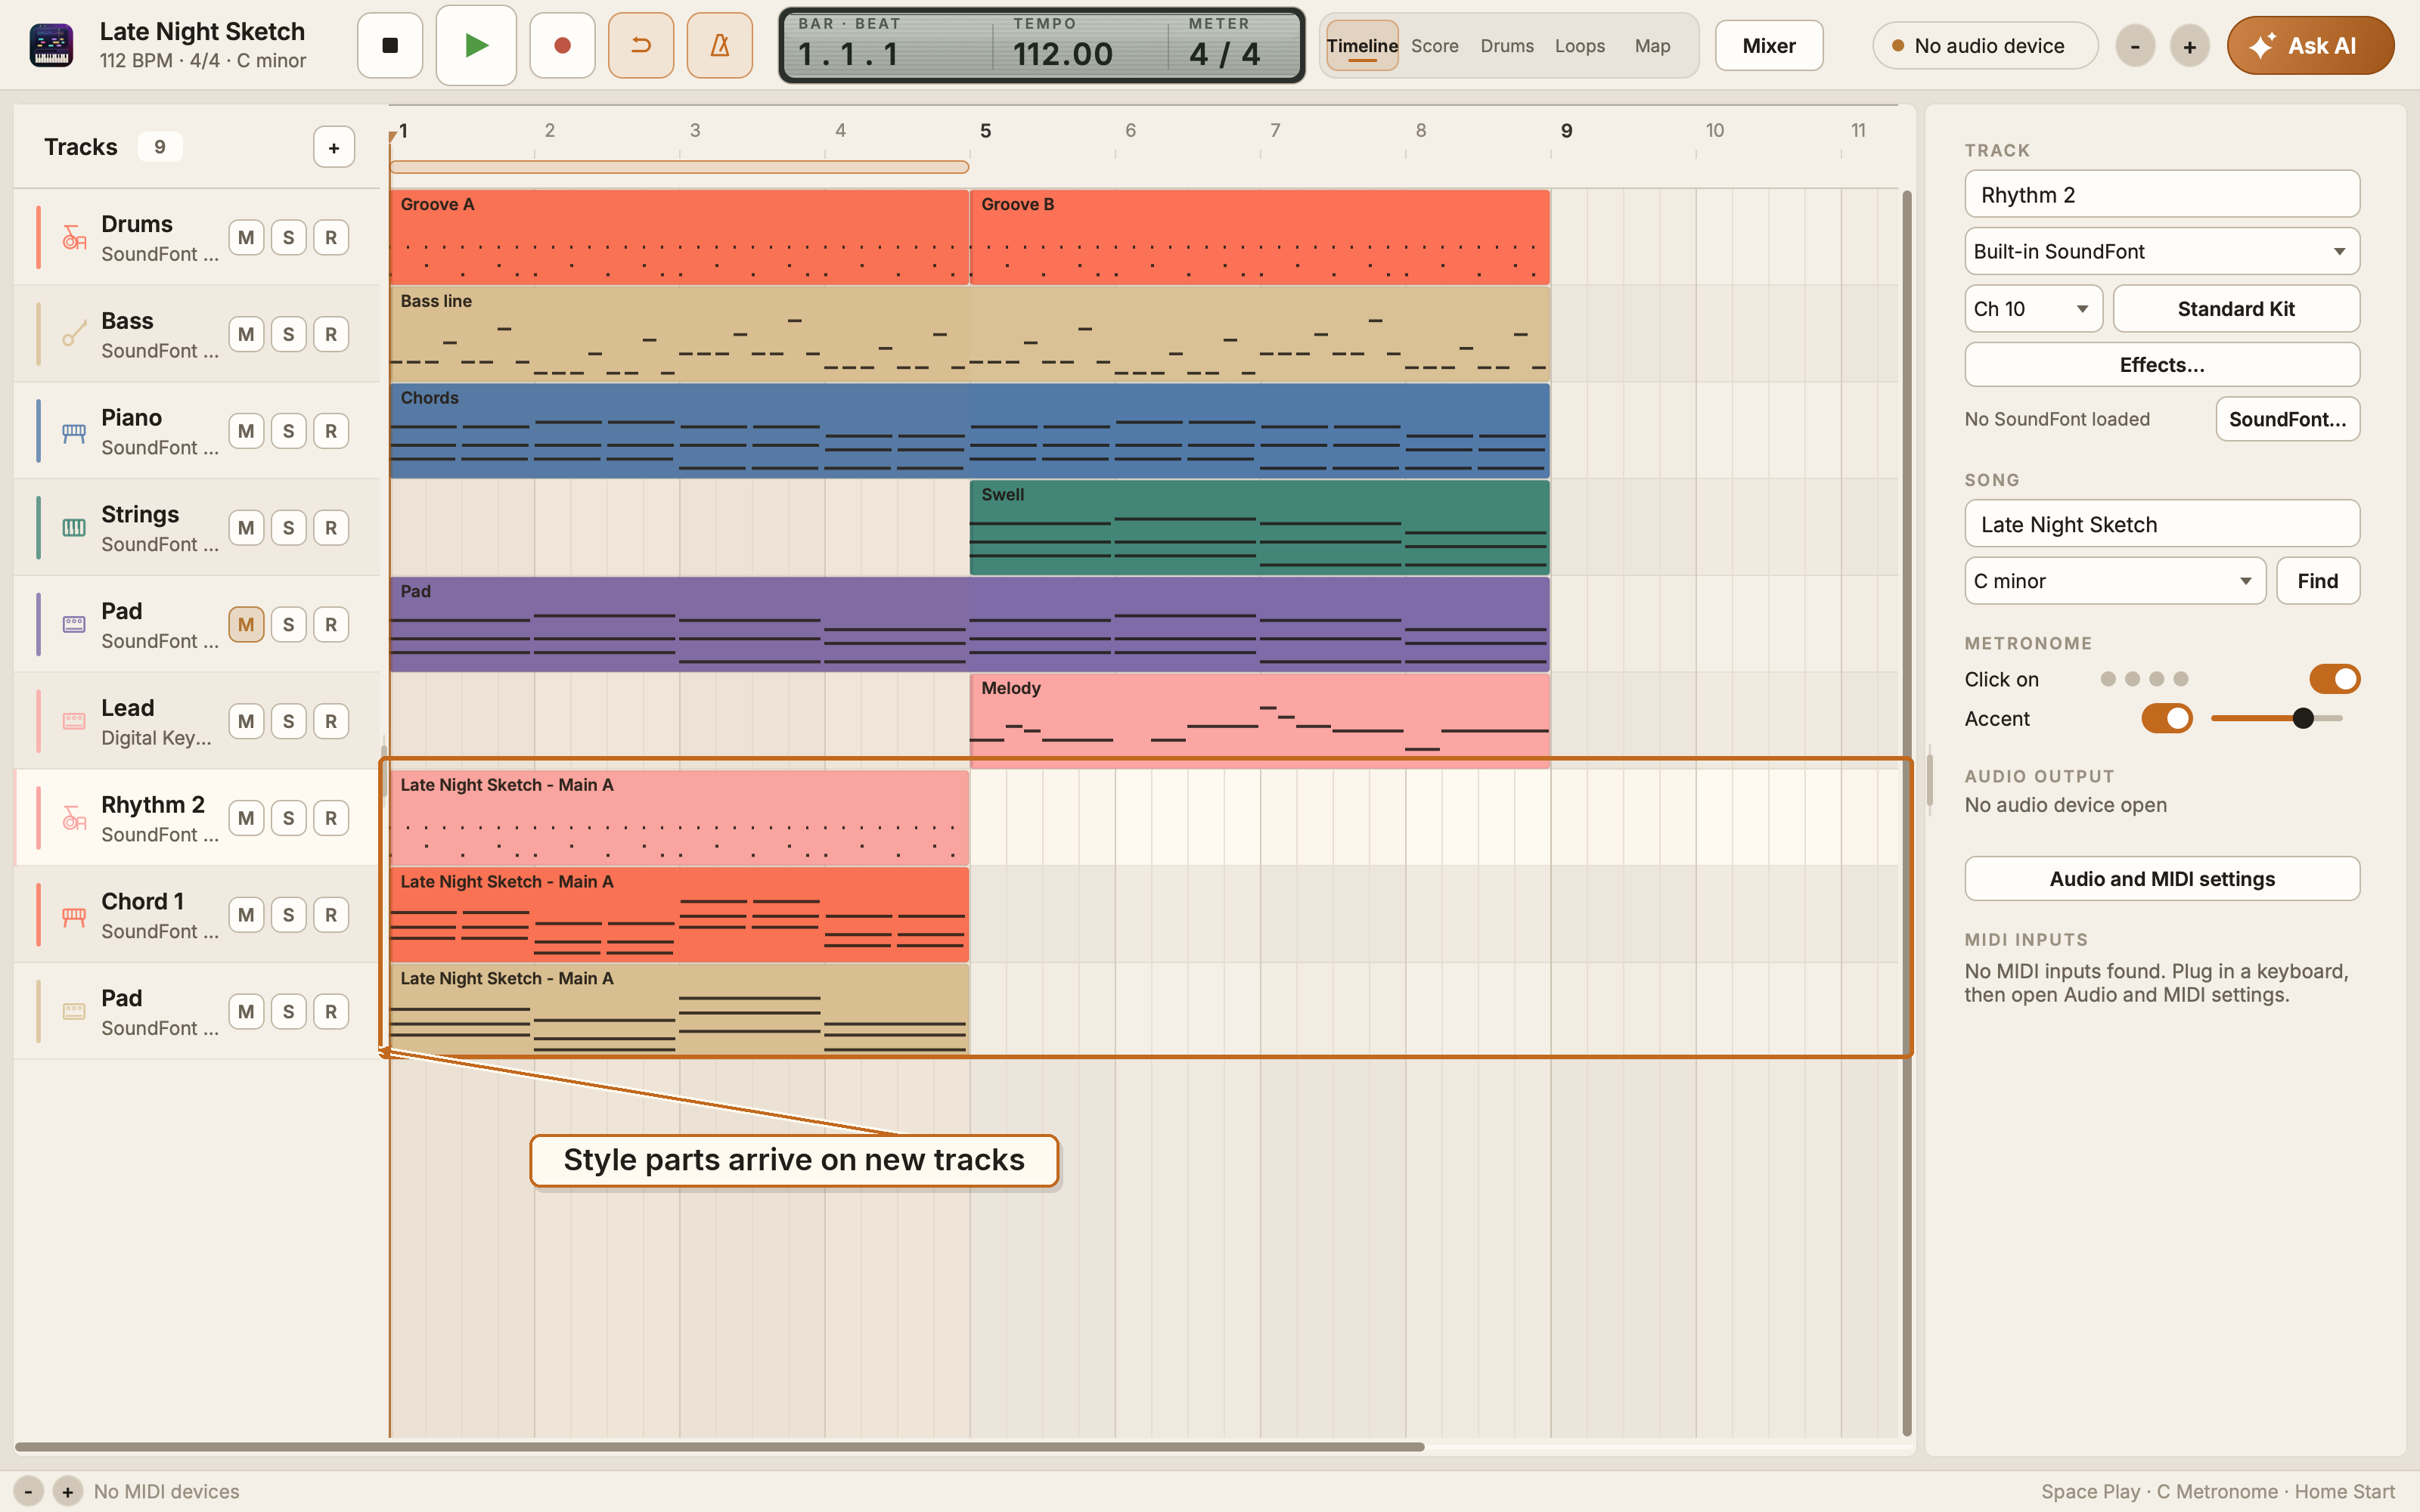 Late Night Sketch
112 BPM · 4/4 · C minor
BAR · BEAT
1 . 1 . 1
TEMPO
112.00
METER
4 / 4
Timeline
Score
Drums
Loops
Map
Mixer
No audio device
-
+
Ask AI
Tracks
9
+
1
2
3
4
5
6
7
8
9
10
11
Drums
SoundFont ...
M
S
R
Groove A
Groove B
Bass
SoundFont ...
M
S
R
Bass line
Piano
SoundFont ...
M
S
R
Chords
Strings
SoundFont ...
M
S
R
Swell
Pad
SoundFont ...
M
S
R
Pad
Lead
Digital Key...
M
S
R
Melody
Rhythm 2
SoundFont ...
M
S
R
Late Night Sketch - Main A
Chord 1
SoundFont ...
M
S
R
Late Night Sketch - Main A
Pad
SoundFont ...
M
S
R
Late Night Sketch - Main A
Style parts arrive on new tracks
TRACK
Rhythm 2
Built-in SoundFont
Ch 10
Standard Kit
Effects...
No SoundFont loaded
SoundFont...
SONG
Late Night Sketch
C minor
Find
METRONOME
Click on
Accent
AUDIO OUTPUT
No audio device open
Audio and MIDI settings
MIDI INPUTS
No MIDI inputs found. Plug in a keyboard,
then open Audio and MIDI settings.
-
+
No MIDI devices
Space Play · C Metronome · Home Start